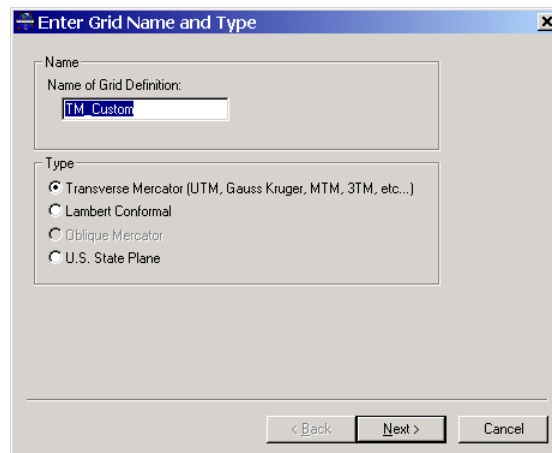 Enter Grid Name and Type
Name
Name of Grid Definition:
TM_Custom
Type
Transverse Mercator (UTM, Gauss Kruger, MTM, 3TM, etc...)
Lambert Conformal
Oblique Mercator
U.S. State Plane
< Back Next > Cancel